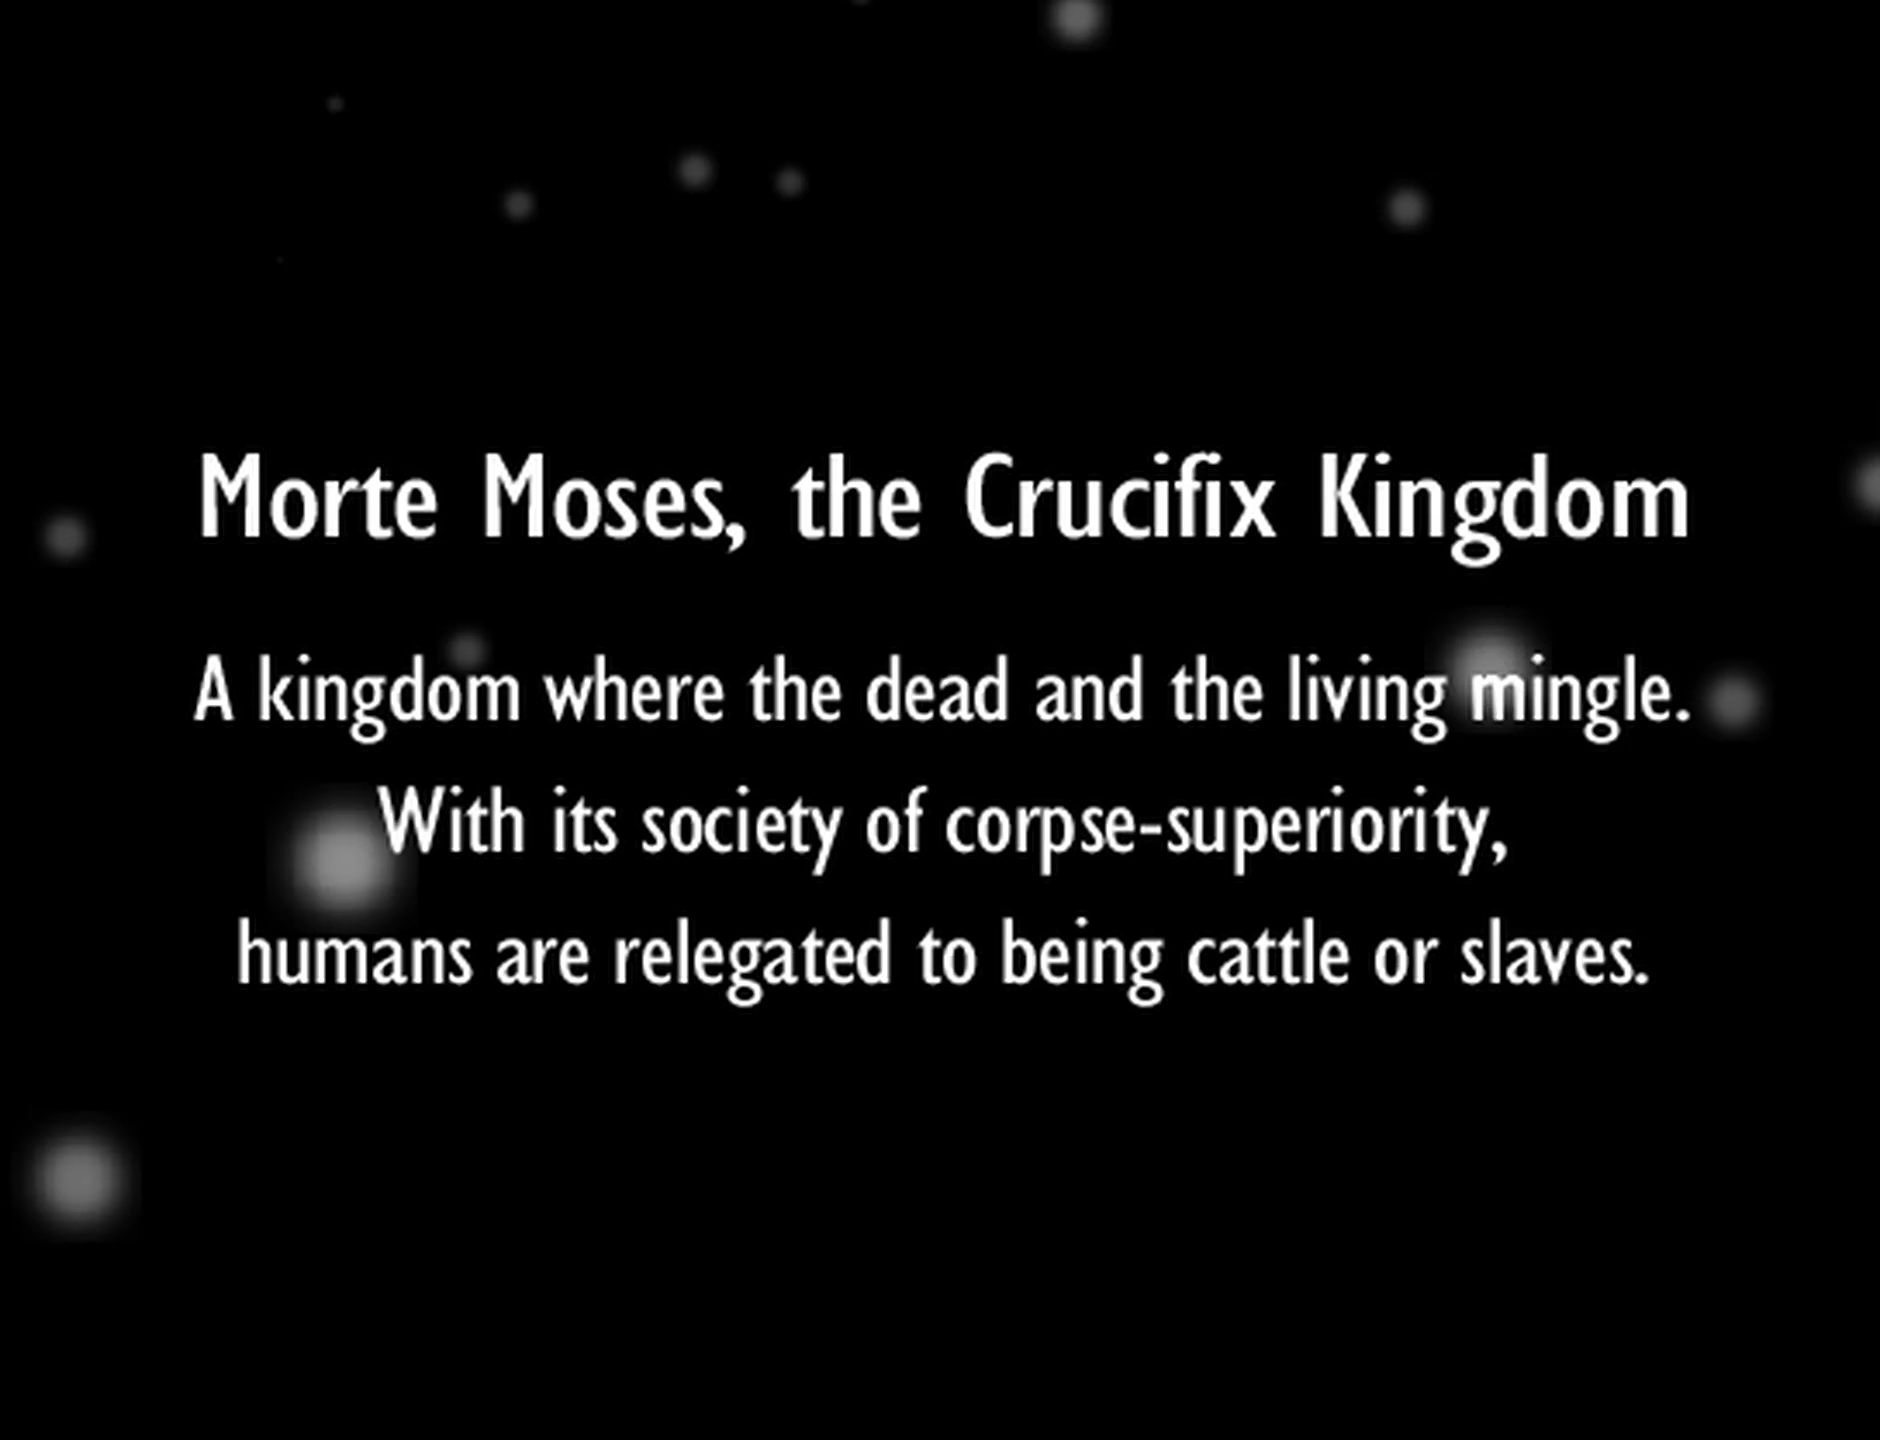 Morte Moses, the Crucifix Kingdom
A kingdom where the dead and the living mingle.
With its society of corpse-superiority,
humans are relegated to being cattle or slaves.